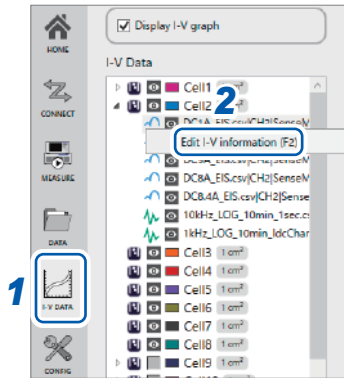 HOME
CONNECT
MEASURE
DATA
1
I-V DATA
CONFIG
Display I-V graph
I-V Data
Cell1
Cell2
2
Edit I-V information (F2)
DC8A_EIS.csv|CH2|SenseM
DC8.4A_EIS.csv|CH2|Sense
10kHz_LOG_10min_1sec.cs
1kHz_LOG_10min_IdcChar
Cell3 1 cm²
Cell4 1 cm²
Cell5 1 cm²
Cell6 1 cm²
Cell7 1 cm²
Cell8 1 cm²
Cell9 1 cm²